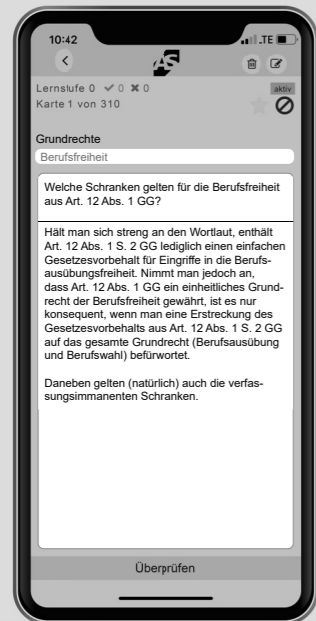 10:42
.TE
AS
Lernstufe 0 ✓ 0 ✖ 0
aktiv
Karte 1 von 310
Grundrechte
Berufsfreiheit
Welche Schranken gelten für die Berufsfreiheit
aus Art. 12 Abs. 1 GG?
Hält man sich streng an den Wortlaut, enthält
Art. 12 Abs. 1 S. 2 GG lediglich einen einfachen
Gesetzesvorbehalt für Eingriffe in die Berufs-
ausübungsfreiheit. Nimmt man jedoch an,
dass Art. 12 Abs. 1 GG ein einheitliches Grund-
recht der Berufsfreiheit gewährt, ist es nur
konsequent, wenn man eine Erstreckung des
Gesetzesvorbehalts aus Art. 12 Abs. 1 S. 2 GG
auf das gesamte Grundrecht (Berufsausübung
und Berufswahl) befürwortet.
Daneben gelten (natürlich) auch die verfas-
sungsimmanenten Schranken.
Überprüfen